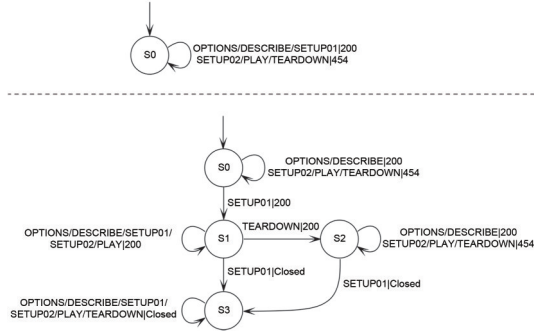 S0
OPTIONS/DESCRIBE/SETUP01|200
SETUP02/PLAY/TEARDOWN|454
S0
OPTIONS/DESCRIBE|200
SETUP02/PLAY/TEARDOWN|454
SETUP01|200
OPTIONS/DESCRIBE/SETUP01/
SETUP02/PLAY|200
S1
TEARDOWN|200
S2
OPTIONS/DESCRIBE|200
SETUP02/PLAY/TEARDOWN|454
SETUP01|Closed
SETUP01|Closed
OPTIONS/DESCRIBE/SETUP01/
SETUP02/PLAY/TEARDOWN|Closed
S3